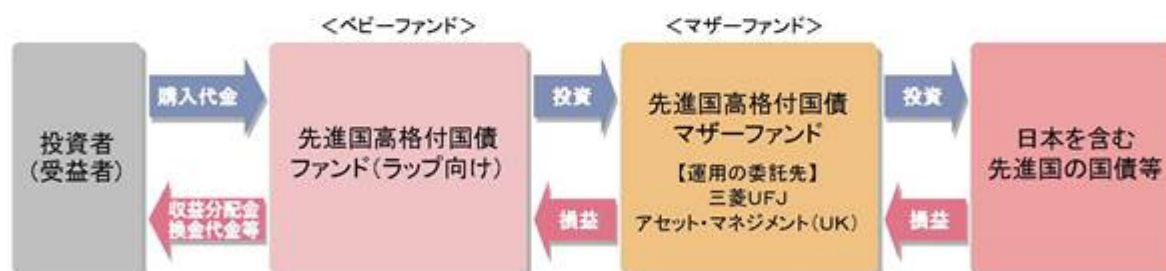 <ベビーファンド>
<マザーファンド>
投資者
(受益者)
購入代金
収益分配金
換金代金等
先進国高格付国債
ファンド(ラップ向け)
投資
損益
先進国高格付国債
マザーファンド
【運用の委託先】
三菱UFJ
アセット・マネジメント(UK)
投資
損益
日本を含む
先進国の国債等